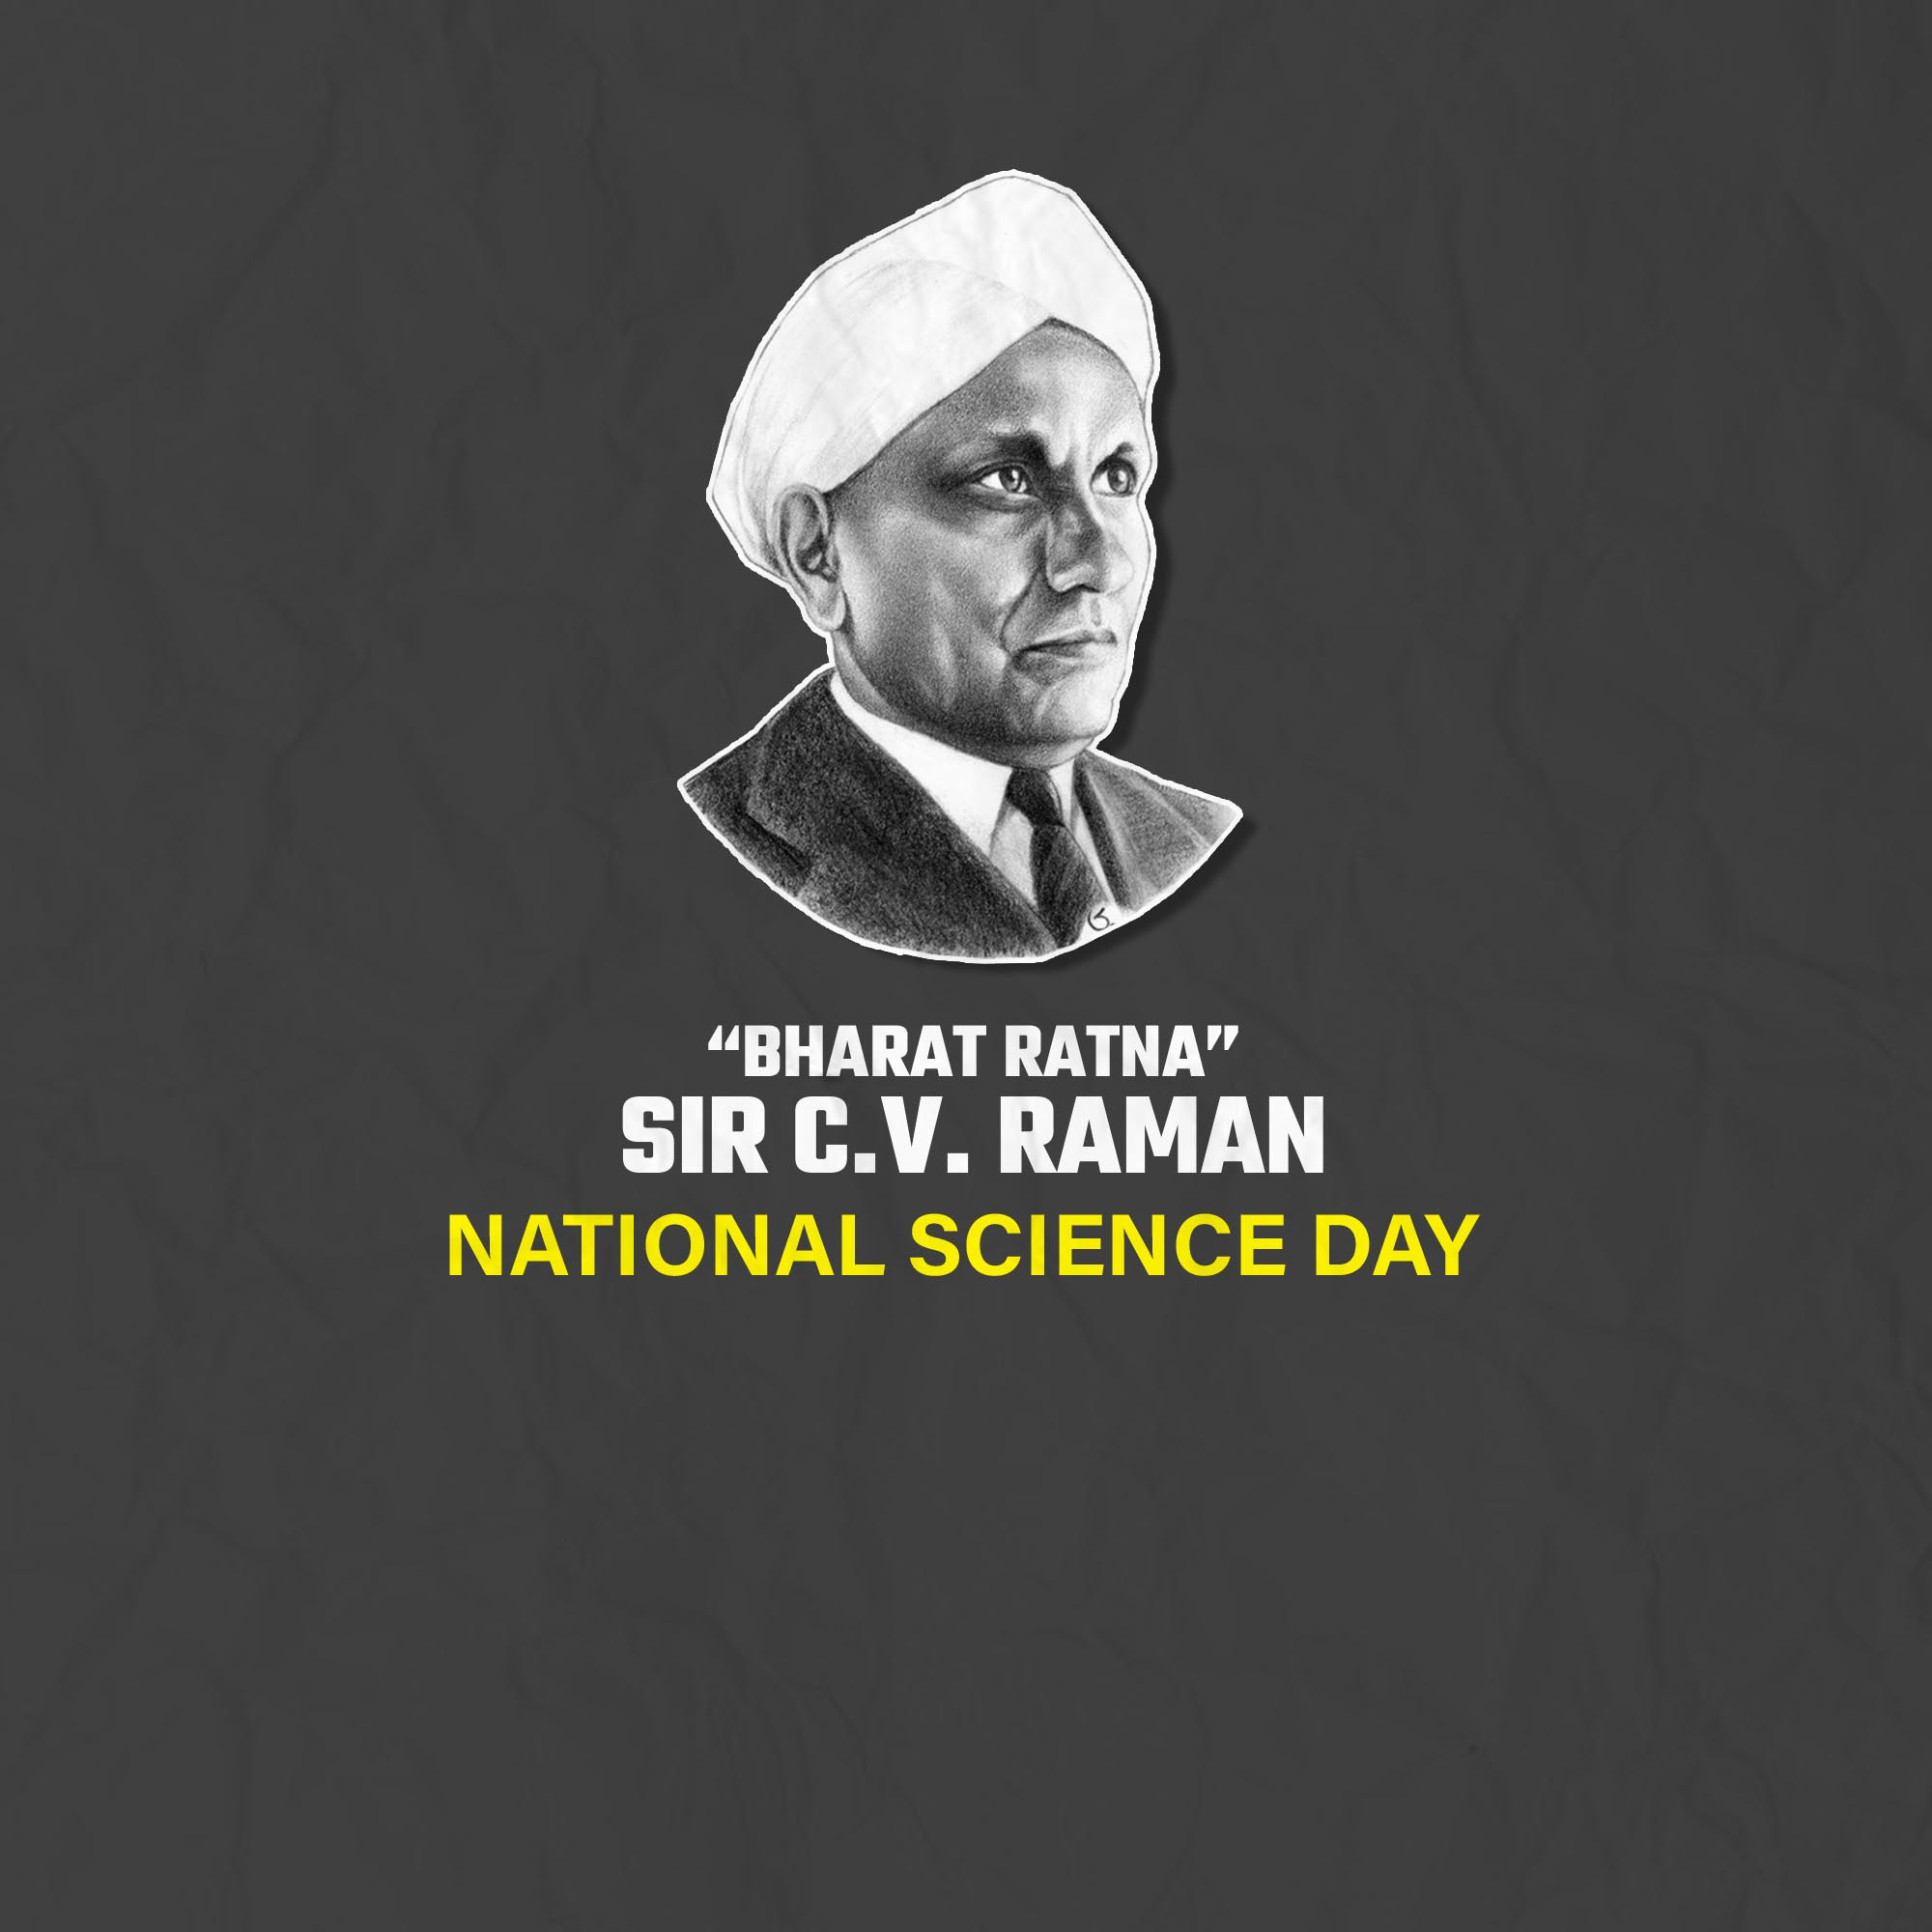 “BHARAT RATNA”
SIR C.V. RAMAN
NATIONAL SCIENCE DAY